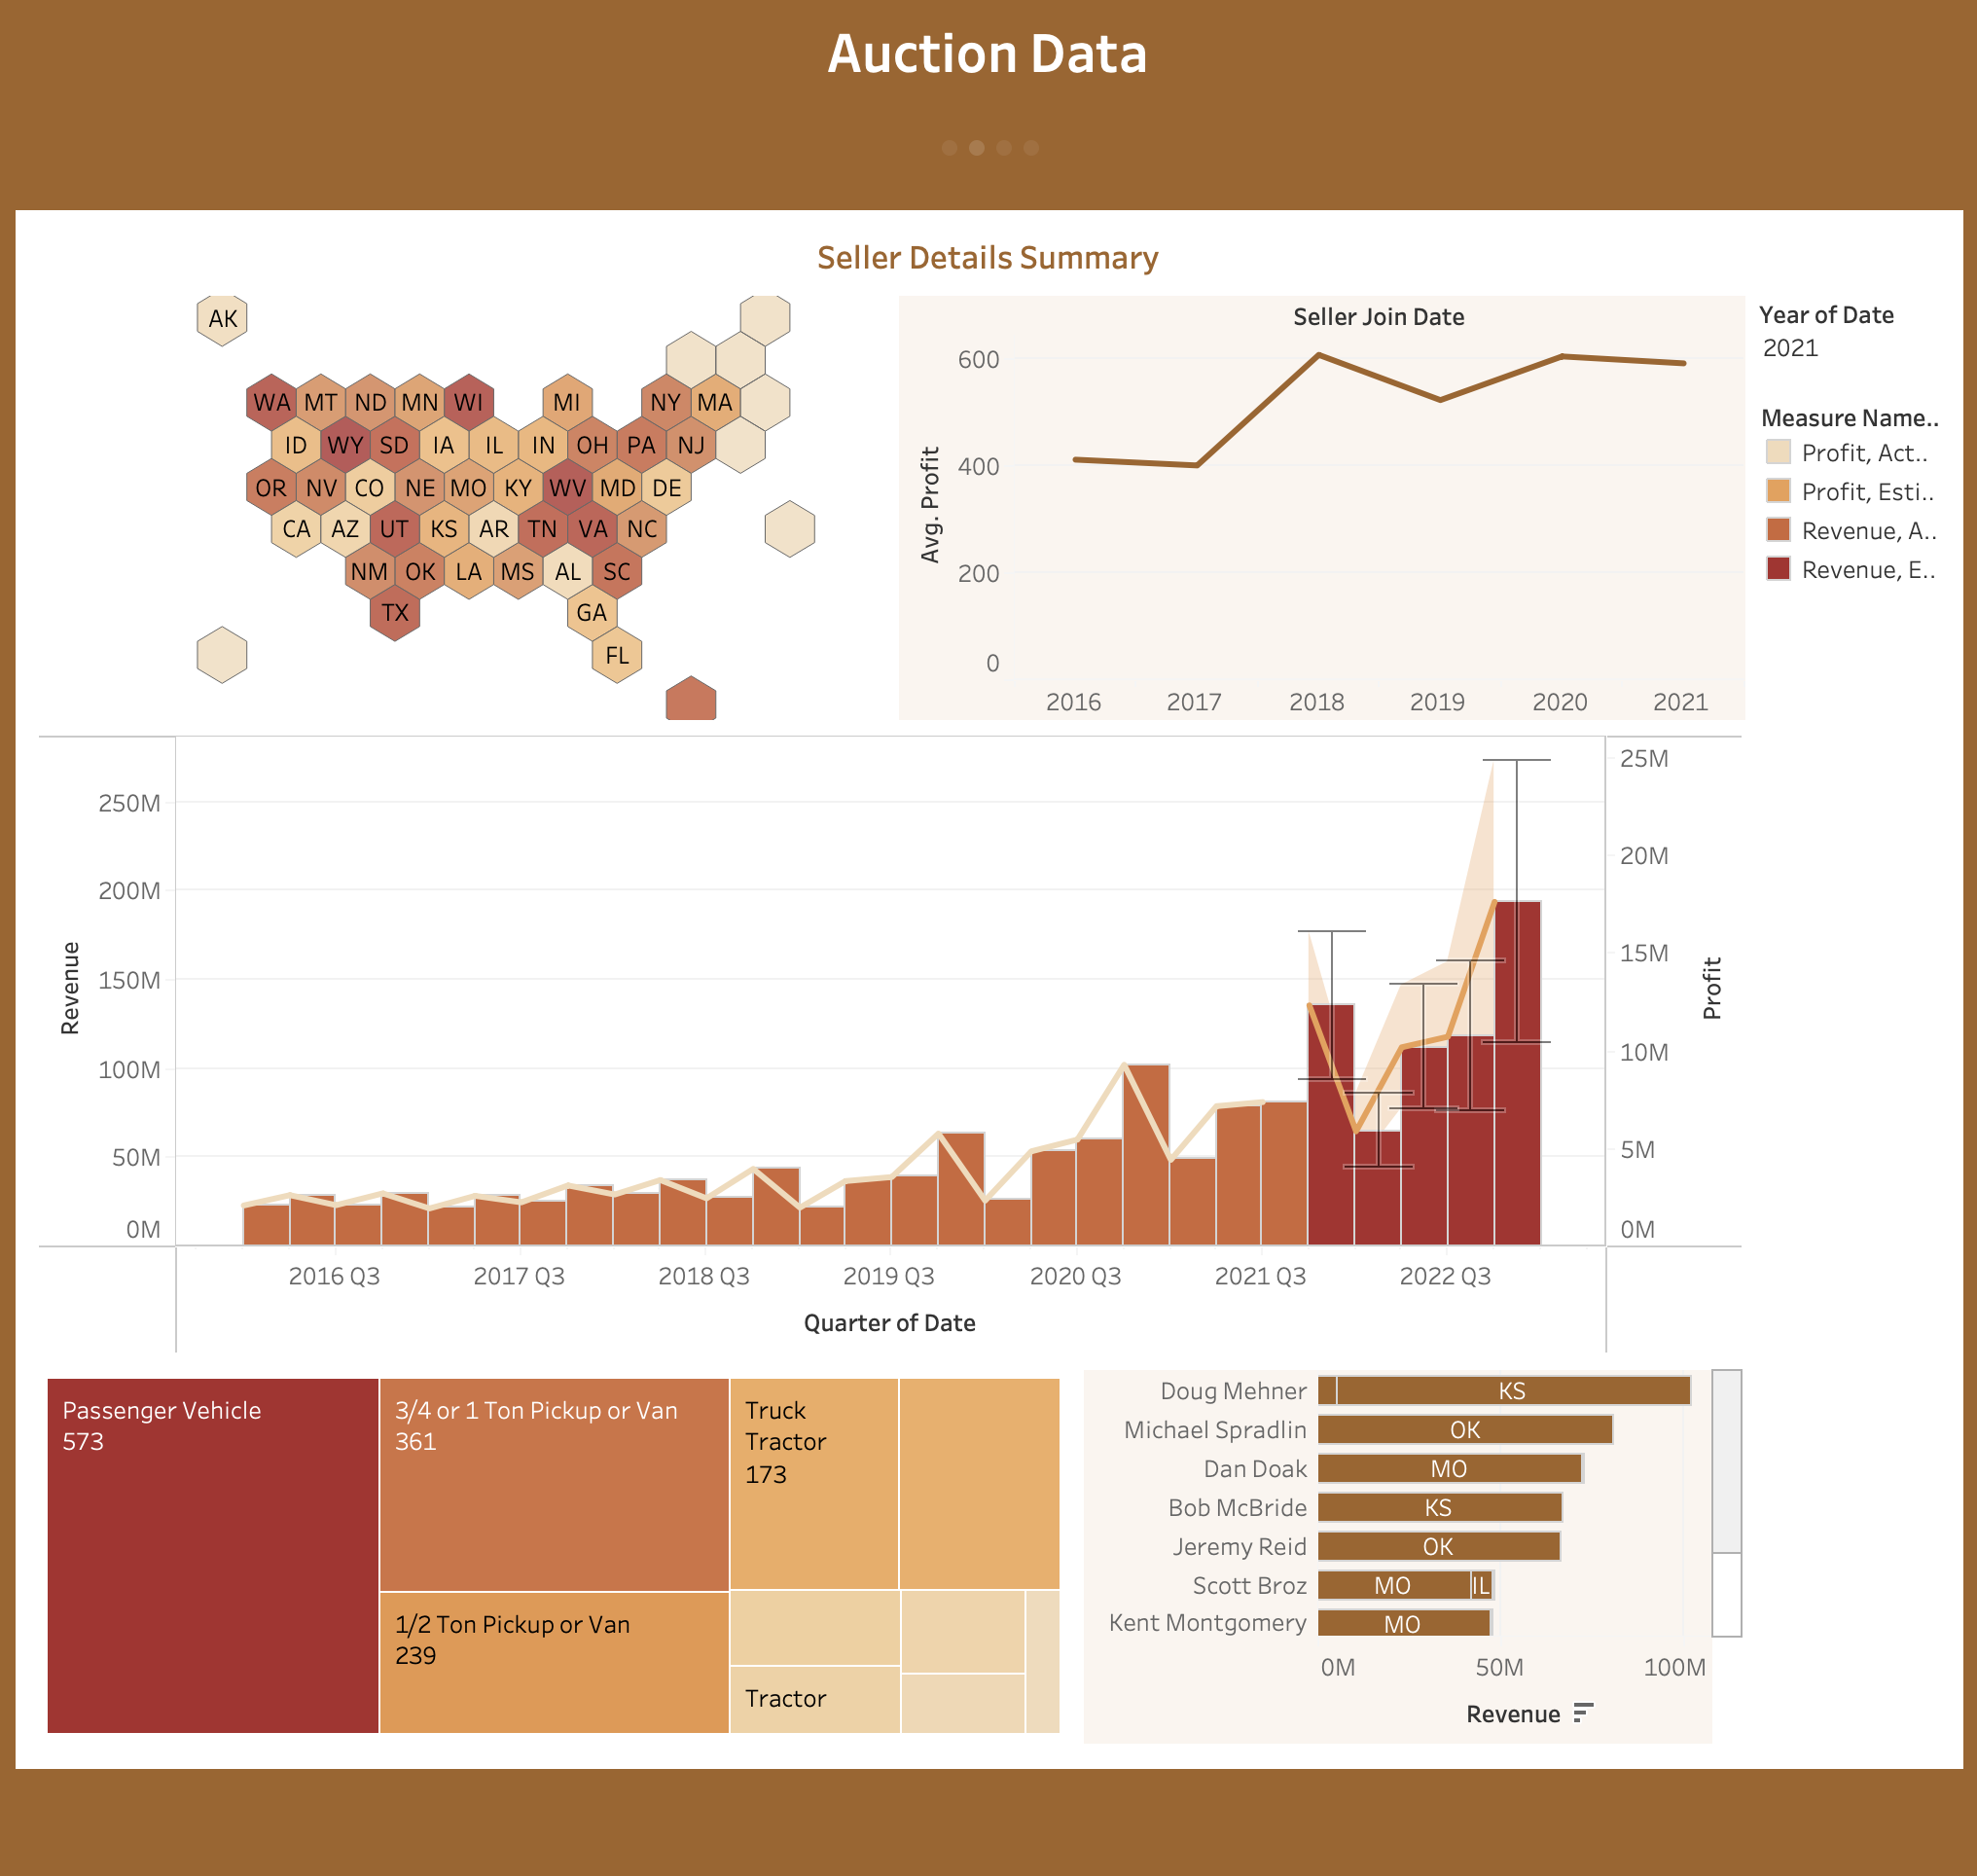 Auction Data
Seller Details Summary
AK
WA MT ND MN WI MI NY MA
ID WY SD IA IL IN OH PA NJ
OR NV CO NE MO KY WV MD DE
CA AZ UT KS AR TN VA NC
NM OK LA MS AL SC
TX GA
FL
Seller Join Date
Avg. Profit
600
400
200
0
2016 2017 2018 2019 2020 2021
Year of Date
2021
Measure Name..
Profit, Act..
Profit, Esti..
Revenue, A..
Revenue, E..
Revenue
250M
200M
150M
100M
50M
0M
25M
20M
15M
10M
5M
0M
Profit
2016 Q3 2017 Q3 2018 Q3 2019 Q3 2020 Q3 2021 Q3 2022 Q3
Quarter of Date
Passenger Vehicle
573
3/4 or 1 Ton Pickup or Van
361
1/2 Ton Pickup or Van
239
Truck
Tractor
173
Tractor
Doug Mehner KS
Michael Spradlin OK
Dan Doak MO
Bob McBride KS
Jeremy Reid OK
Scott Broz MO IL
Kent Montgomery MO
0M 50M 100M
Revenue